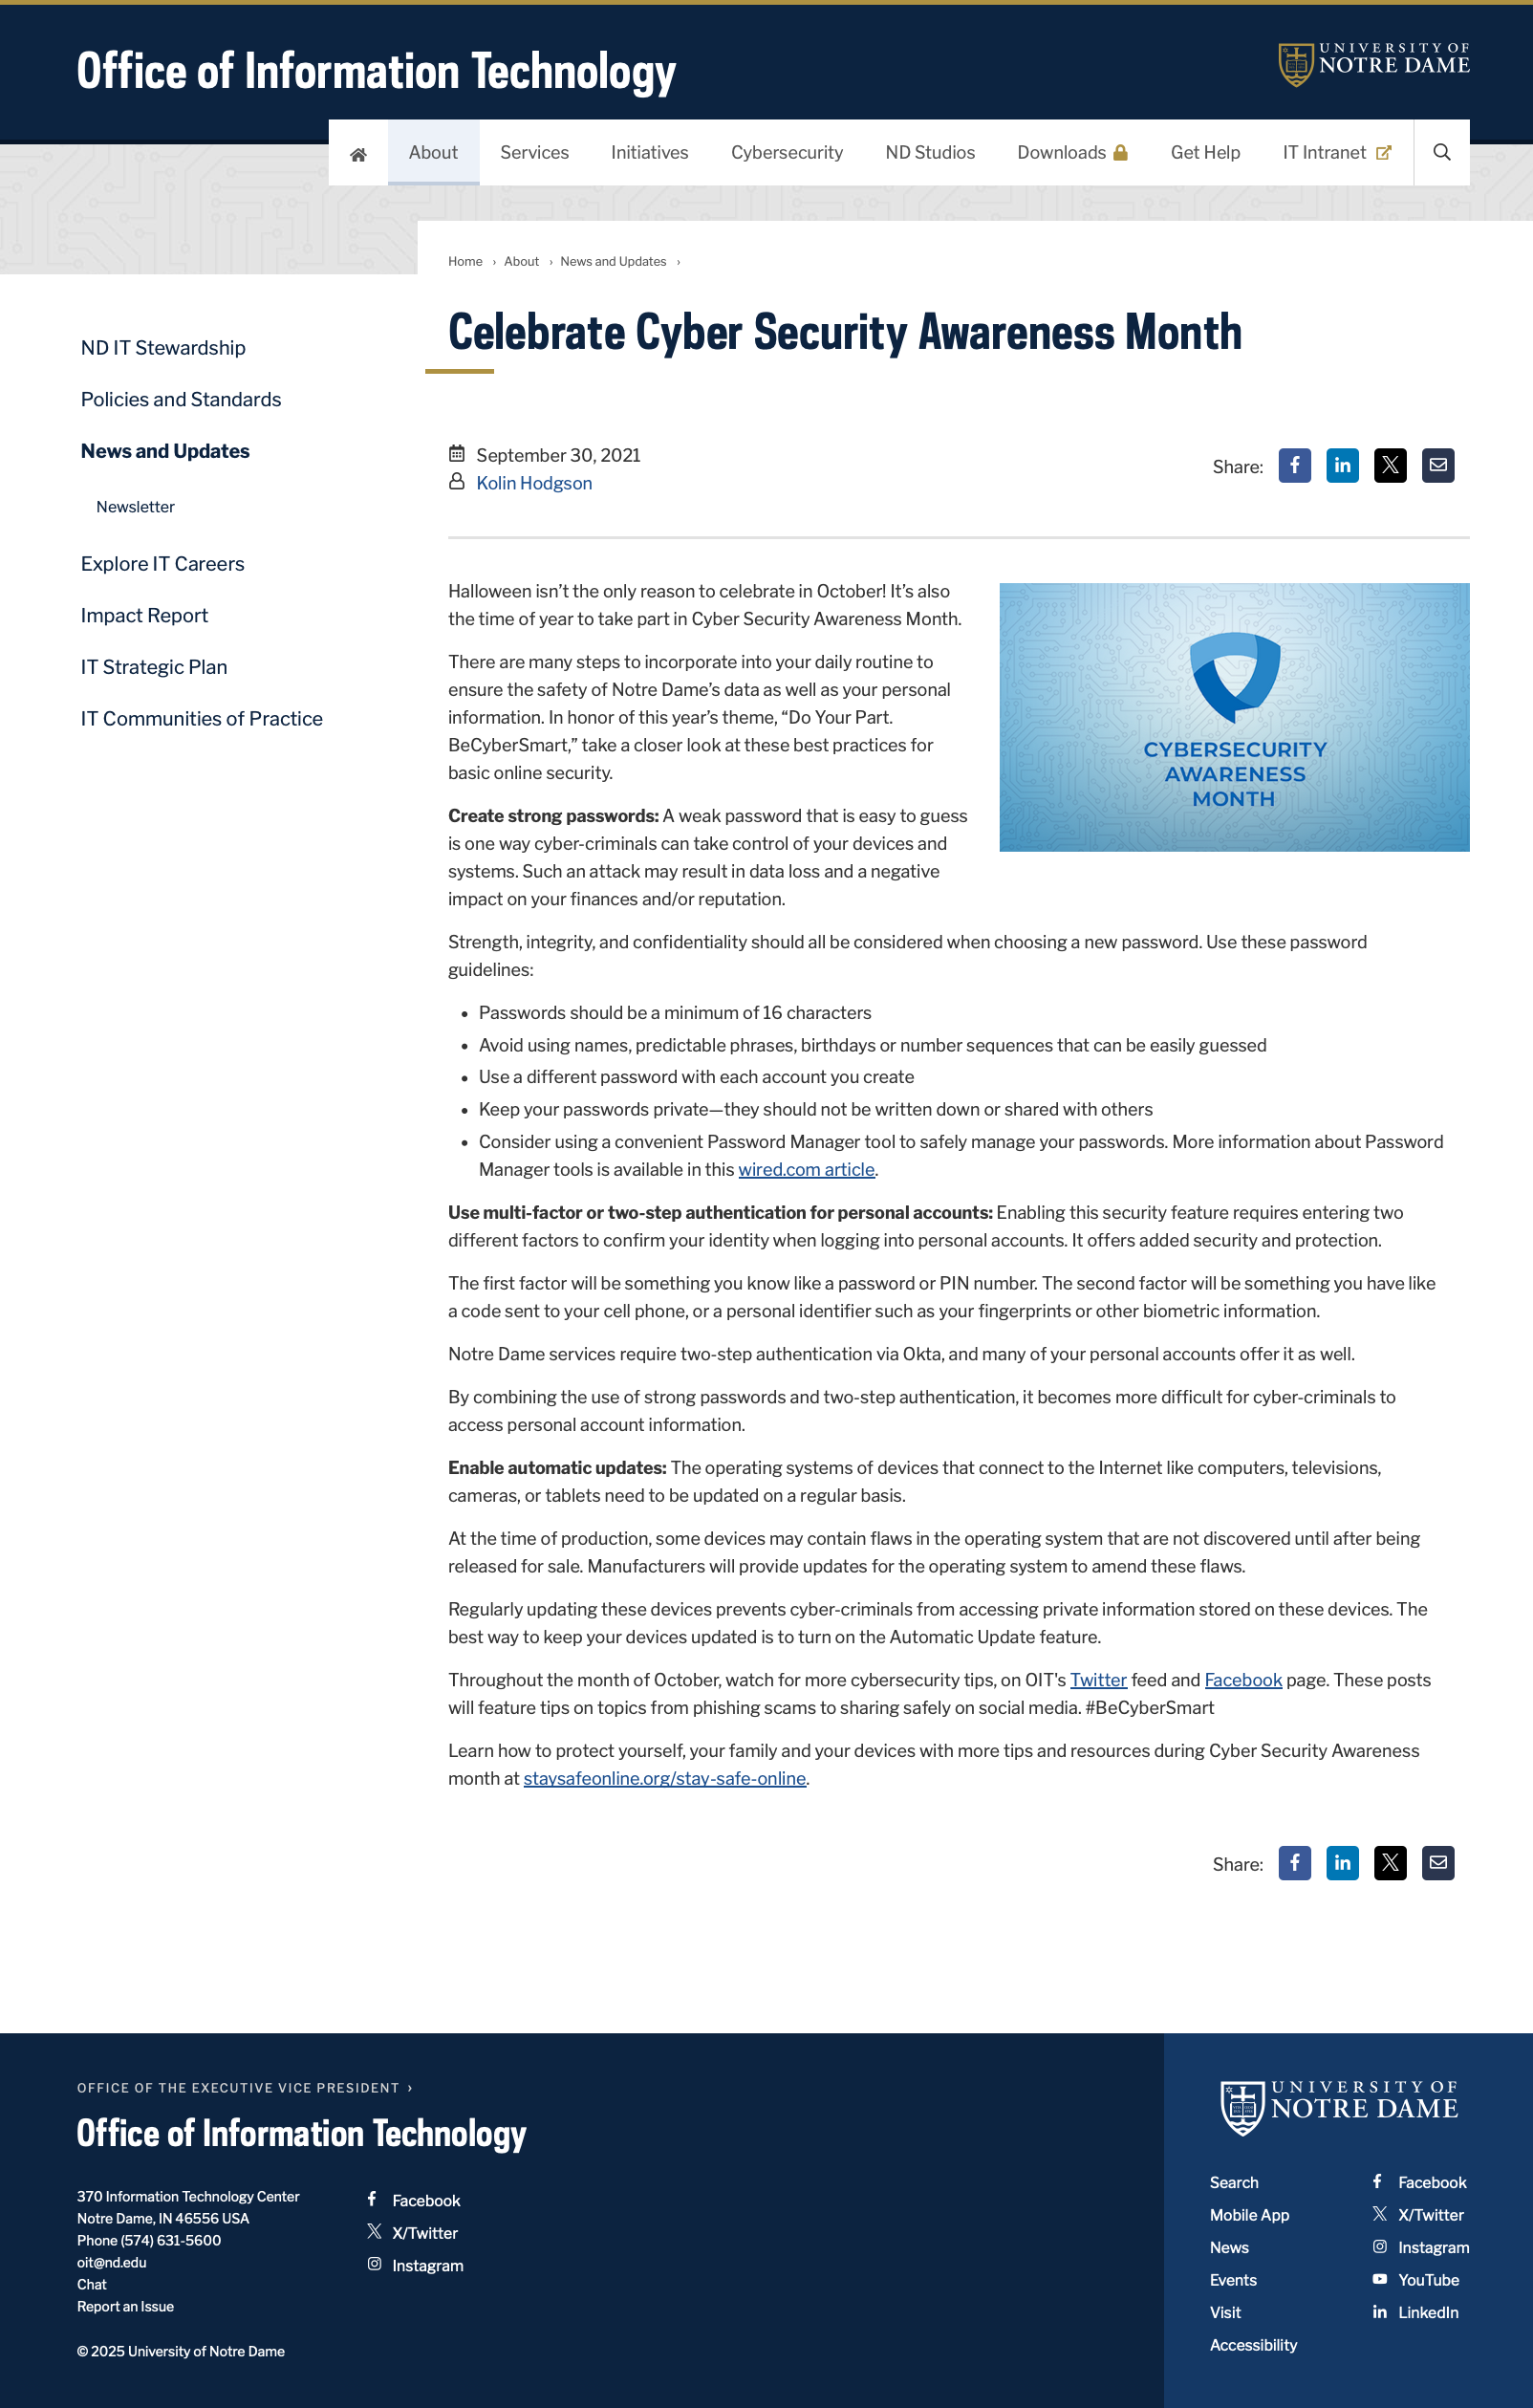 Office of Information Technology
UNIVERSITY OF
NOTRE DAME
About Services Initiatives Cybersecurity ND Studios Downloads Get Help IT Intranet
Home › About › News and Updates ›
Celebrate Cyber Security Awareness Month
ND IT Stewardship
Policies and Standards
News and Updates
Newsletter
Explore IT Careers
Impact Report
IT Strategic Plan
IT Communities of Practice
September 30, 2021
Kolin Hodgson
Share:
Halloween isn’t the only reason to celebrate in October! It’s also
the time of year to take part in Cyber Security Awareness Month.
There are many steps to incorporate into your daily routine to
ensure the safety of Notre Dame’s data as well as your personal
information. In honor of this year’s theme, “Do Your Part.
BeCyberSmart,” take a closer look at these best practices for
basic online security.
CYBERSECURITY
AWARENESS
MONTH
Create strong passwords: A weak password that is easy to guess
is one way cyber-criminals can take control of your devices and
systems. Such an attack may result in data loss and a negative
impact on your finances and/or reputation.
Strength, integrity, and confidentiality should all be considered when choosing a new password. Use these password
guidelines:
• Passwords should be a minimum of 16 characters
• Avoid using names, predictable phrases, birthdays or number sequences that can be easily guessed
• Use a different password with each account you create
• Keep your passwords private—they should not be written down or shared with others
• Consider using a convenient Password Manager tool to safely manage your passwords. More information about Password
Manager tools is available in this wired.com article.
Use multi-factor or two-step authentication for personal accounts: Enabling this security feature requires entering two
different factors to confirm your identity when logging into personal accounts. It offers added security and protection.
The first factor will be something you know like a password or PIN number. The second factor will be something you have like
a code sent to your cell phone, or a personal identifier such as your fingerprints or other biometric information.
Notre Dame services require two-step authentication via Okta, and many of your personal accounts offer it as well.
By combining the use of strong passwords and two-step authentication, it becomes more difficult for cyber-criminals to
access personal account information.
Enable automatic updates: The operating systems of devices that connect to the Internet like computers, televisions,
cameras, or tablets need to be updated on a regular basis.
At the time of production, some devices may contain flaws in the operating system that are not discovered until after being
released for sale. Manufacturers will provide updates for the operating system to amend these flaws.
Regularly updating these devices prevents cyber-criminals from accessing private information stored on these devices. The
best way to keep your devices updated is to turn on the Automatic Update feature.
Throughout the month of October, watch for more cybersecurity tips, on OIT's Twitter feed and Facebook page. These posts
will feature tips on topics from phishing scams to sharing safely on social media. #BeCyberSmart
Learn how to protect yourself, your family and your devices with more tips and resources during Cyber Security Awareness
month at staysafeonline.org/stay-safe-online.
Share:
OFFICE OF THE EXECUTIVE VICE PRESIDENT ›
Office of Information Technology
370 Information Technology Center
Notre Dame, IN 46556 USA
Phone (574) 631-5600
oit@nd.edu
Chat
Report an Issue
© 2025 University of Notre Dame
Facebook
X/Twitter
Instagram
UNIVERSITY OF
NOTRE DAME
Search
Mobile App
News
Events
Visit
Accessibility
Facebook
X/Twitter
Instagram
YouTube
LinkedIn